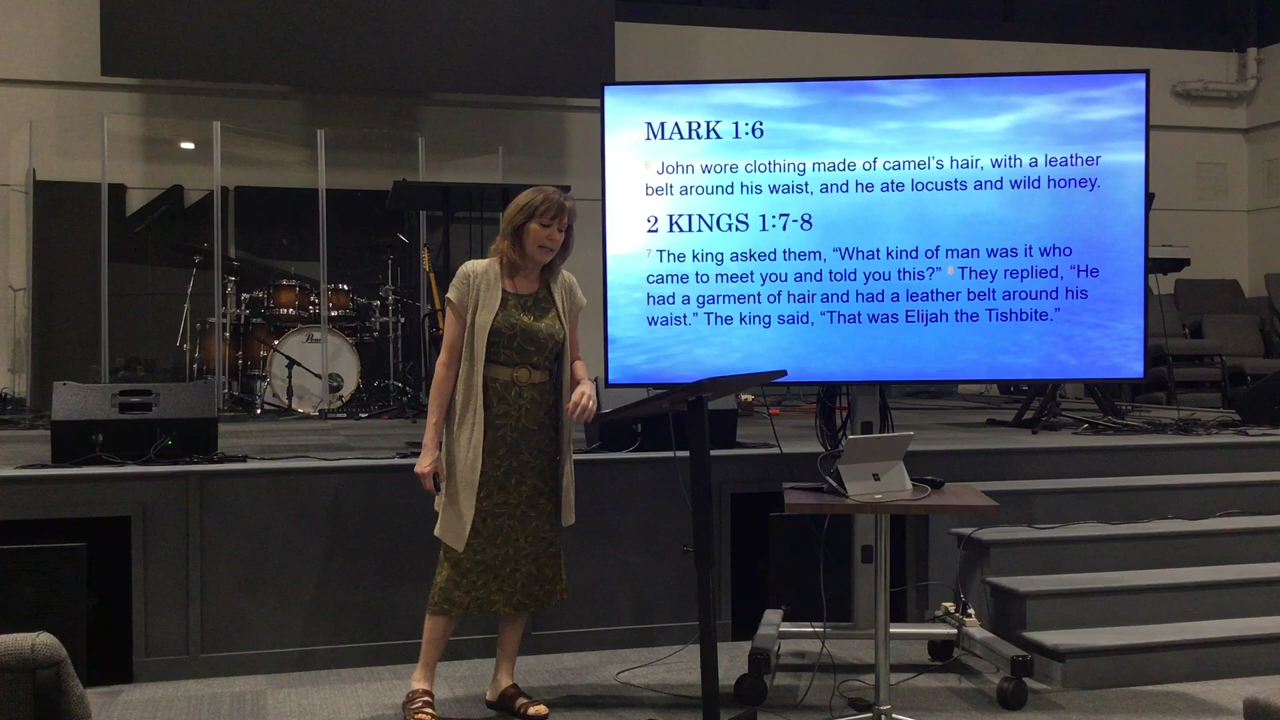 MARK 1:6
6 John wore clothing made of camel’s hair, with a leather
belt around his waist, and he ate locusts and wild honey.
2 KINGS 1:7-8
7 The king asked them, “What kind of man was it who
came to meet you and told you this?” 8 They replied, “He
had a garment of hair and had a leather belt around his
waist.” The king said, “That was Elijah the Tishbite.”